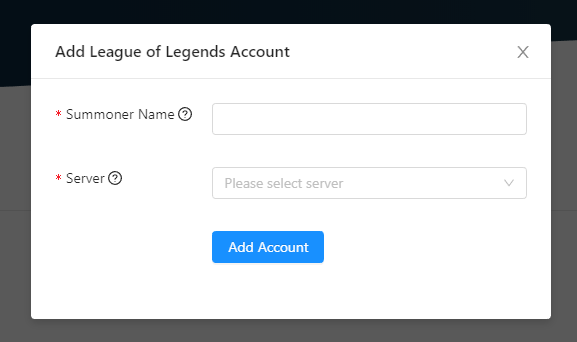 Add League of Legends Account
* Summoner Name
* Server
Please select server
Add Account